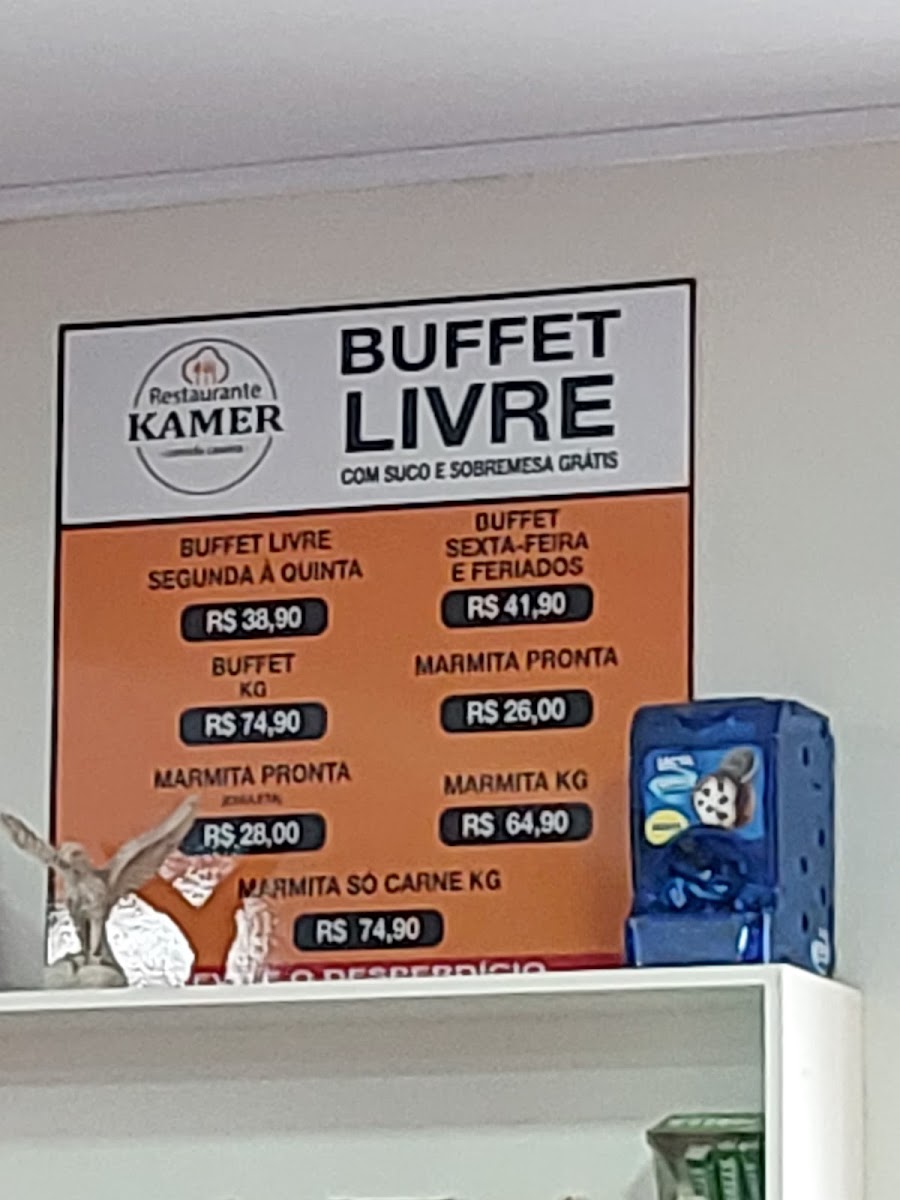 Restaurante
KAMER
BUFFET
LIVRE
COM SUCO E SOBREMESA GRÁTIS
BUFFET LIVRE
SEGUNDA À QUINTA
R$ 38,90
BUFFET
SEXTA-FEIRA
E FERIADOS
R$ 41,90
BUFFET
KG
R$ 74,90
MARMITA PRONTA
R$ 26,00
MARMITA PRONTA
R$ 28,00
MARMITA KG
R$ 64,90
MARMITA SÓ CARNE KG
R$ 74,90
O DESPERDÍCIO